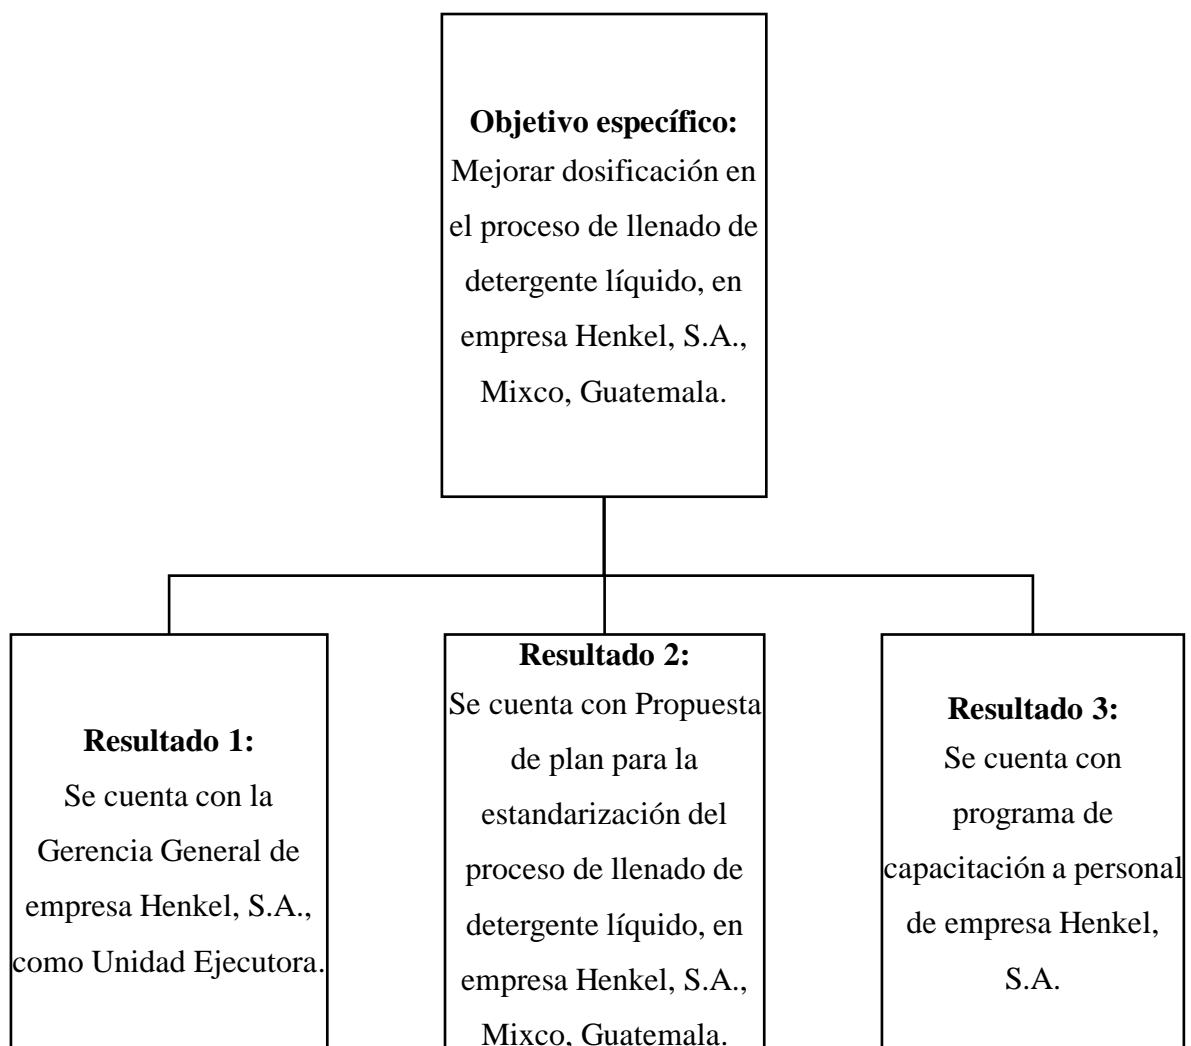 Objetivo específico:
Mejorar dosificación en
el proceso de llenado de
detergente líquido, en
empresa Henkel, S.A.,
Mixco, Guatemala.
Resultado 1:
Se cuenta con la
Gerencia General de
empresa Henkel, S.A.,
como Unidad Ejecutora.
Resultado 2:
Se cuenta con Propuesta
de plan para la
estandarización del
proceso de llenado de
detergente líquido, en
empresa Henkel, S.A.,
Mixco, Guatemala.
Resultado 3:
Se cuenta con
programa de
capacitación a personal
de empresa Henkel,
S.A.